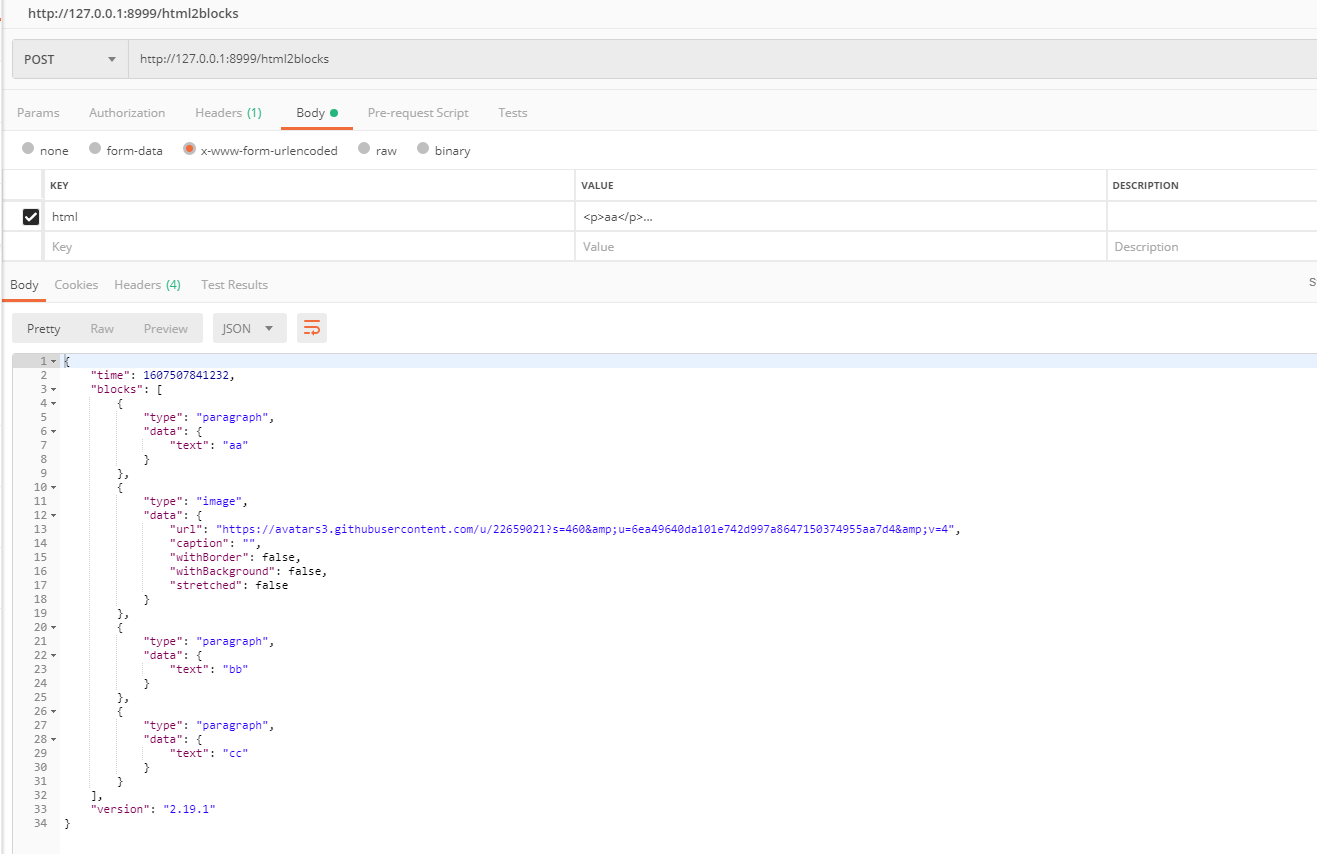 http://127.0.0.1:8999/html2blocks
POST http://127.0.0.1:8999/html2blocks
Params Authorization Headers (1) Body Pre-request Script Tests
none form-data x-www-form-urlencoded raw binary
KEY VALUE DESCRIPTION
html <p>aa</p>...
Key Value Description
Body Cookies Headers (4) Test Results
Pretty Raw Preview JSON
1 {
2 "time": 1607507841232,
3 "blocks": [
4 {
5 "type": "paragraph",
6 "data": {
7 "text": "aa"
8 }
9 },
10 {
11 "type": "image",
12 "data": {
13 "url": "https://avatars3.githubusercontent.com/u/22659021?s=460&amp;u=6ea49640da101e742d997a8647150374955aa7d4&amp;v=4",
14 "caption": "",
15 "withBorder": false,
16 "withBackground": false,
17 "stretched": false
18 }
19 },
20 {
21 "type": "paragraph",
22 "data": {
23 "text": "bb"
24 }
25 },
26 {
27 "type": "paragraph",
28 "data": {
29 "text": "cc"
30 }
31 }
32 ],
33 "version": "2.19.1"
34 }